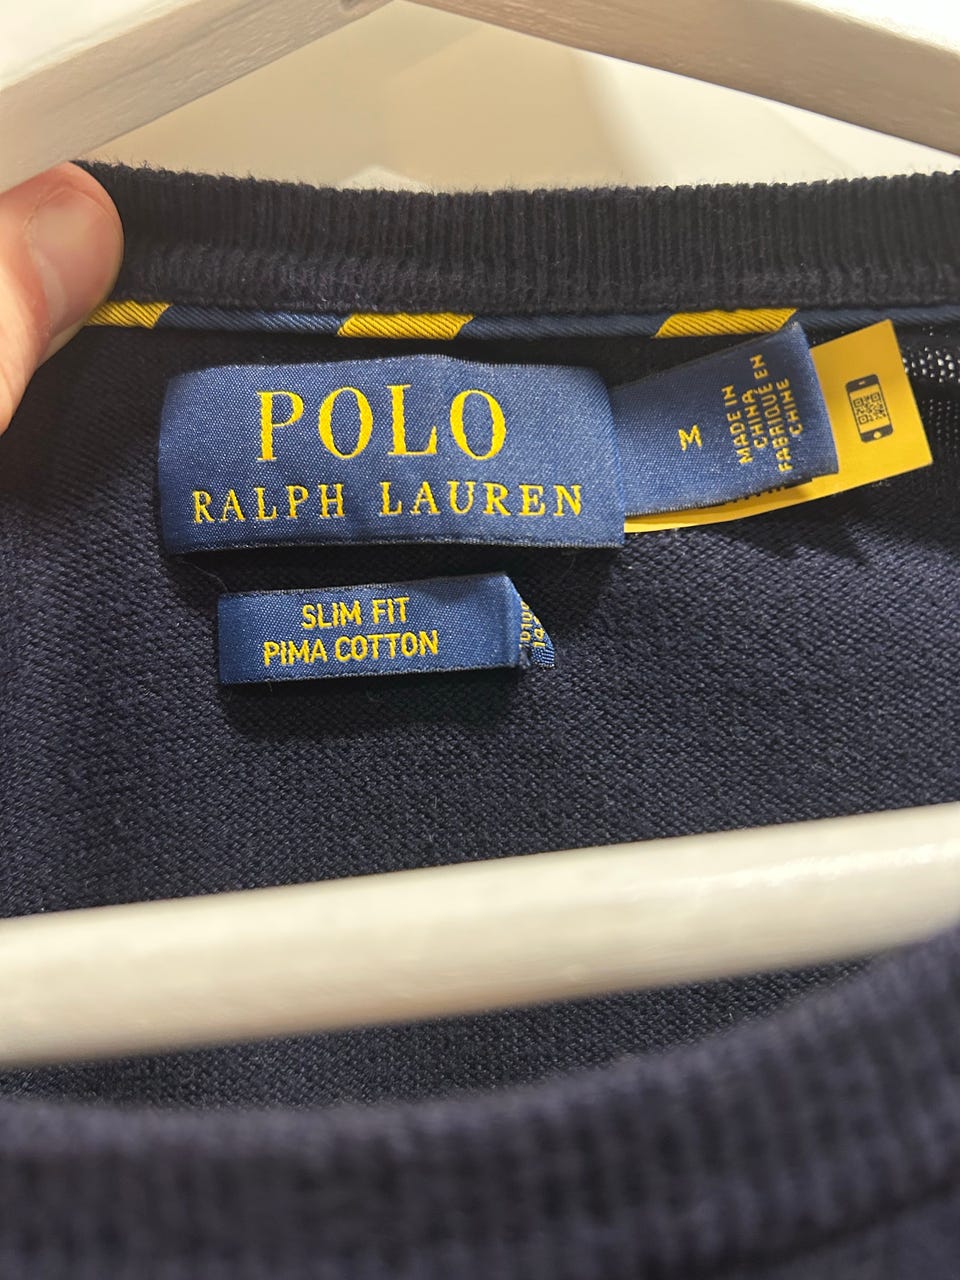 POLO
RALPH LAUREN
M
MADE IN
CHINA
FABRIQUÉ EN
CHINE
SLIM FIT
PIMA COTTON